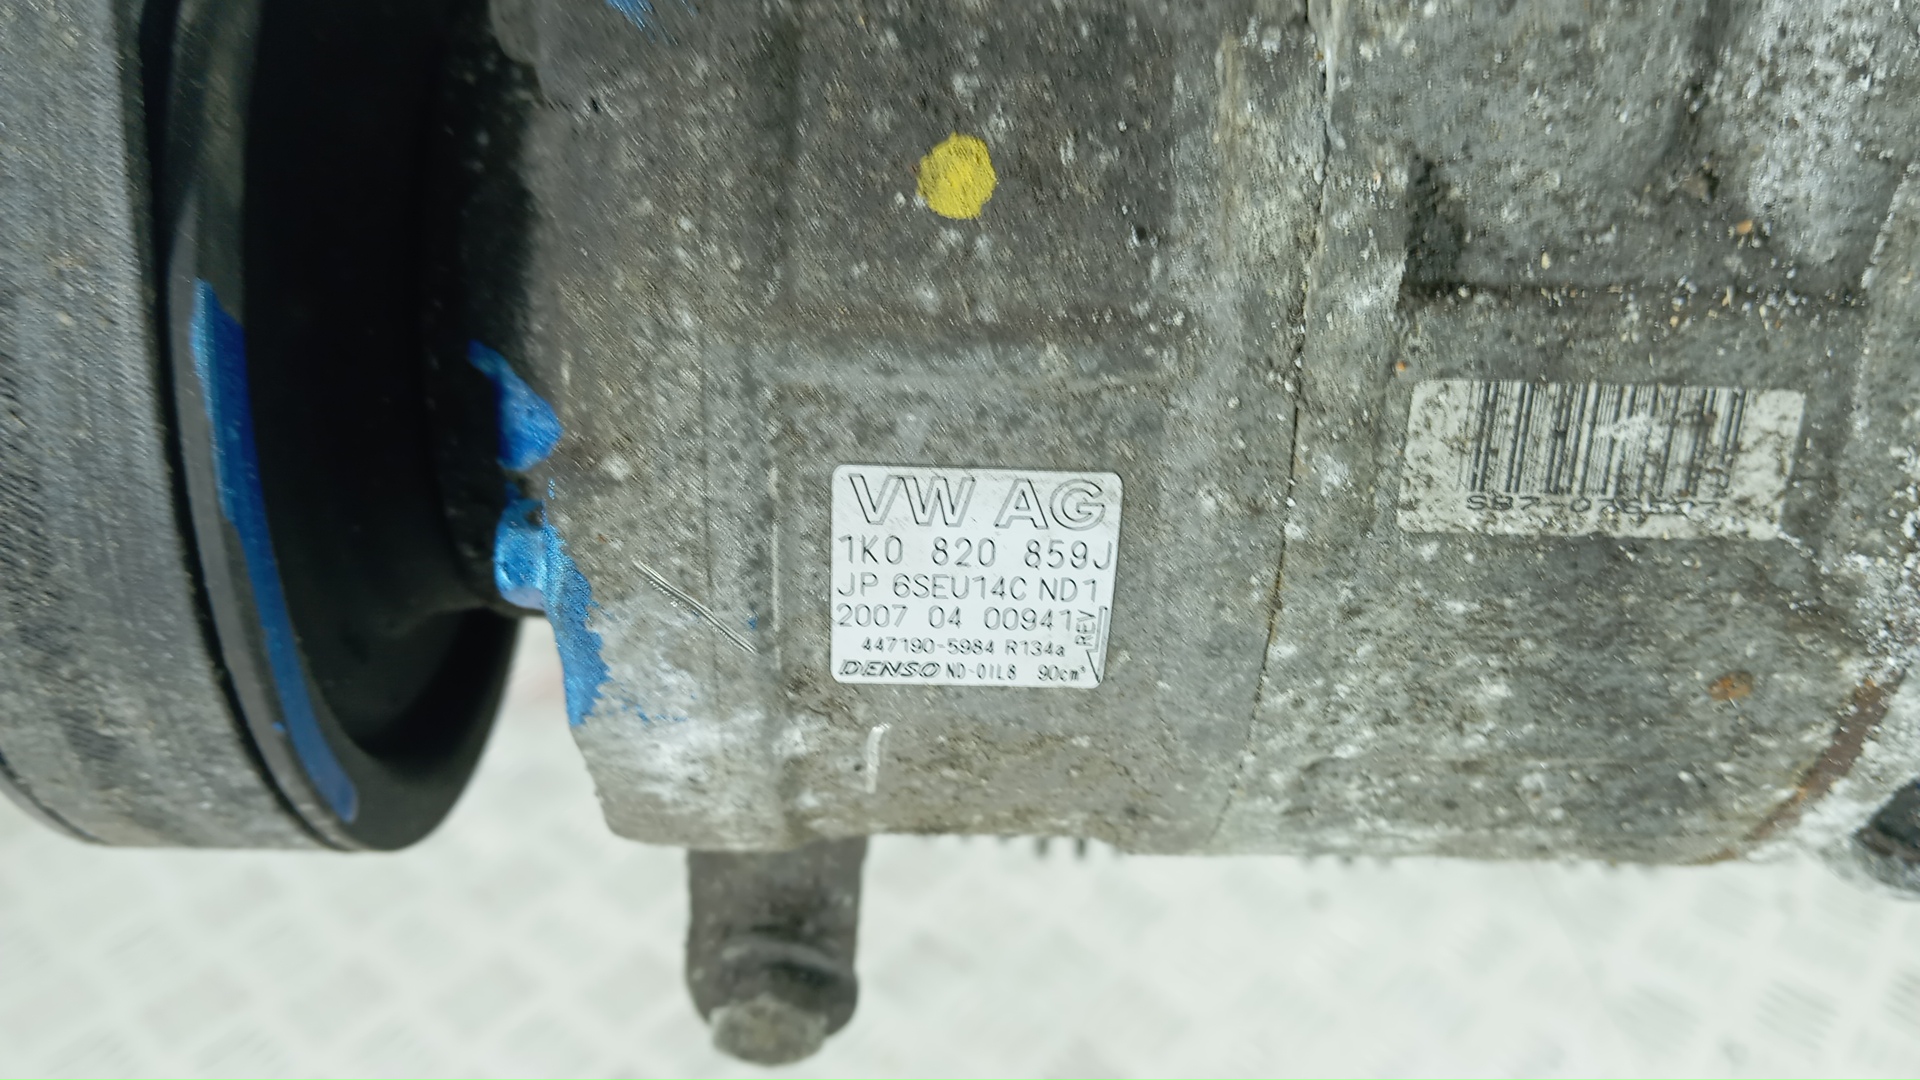 VW AG
1K0 820 859J
JP 6SEU14C ND1
2007 04 00941
REV
447190-5984 R134a
DENSO ND-OIL8 90cm³